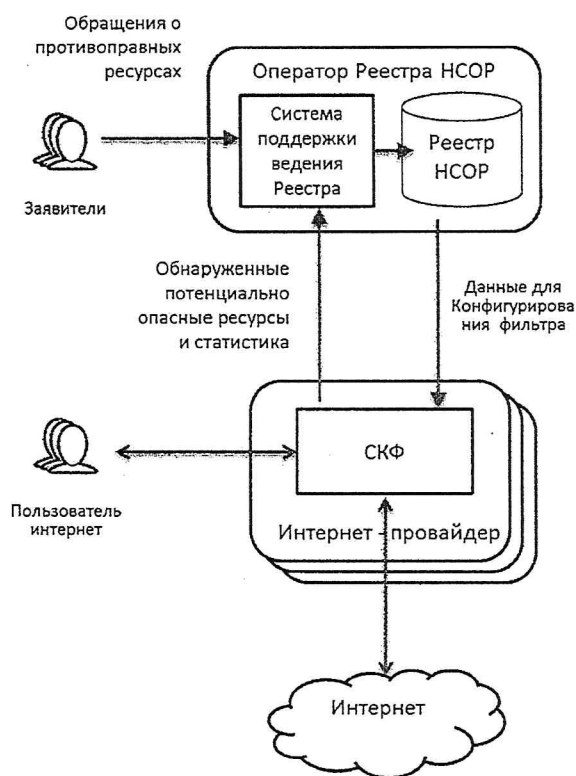 Обращения о
противоправных
ресурсах
Оператор Реестра НСОР
Система
поддержки
ведения
Реестра
Реестр
НСОР
Заявители
Обнаруженные
потенциально
опасные ресурсы
и статистика
Данные для
Конфигурирова
ния фильтра
СКФ
Пользователь
интернет
Интернет - провайдер
Интернет